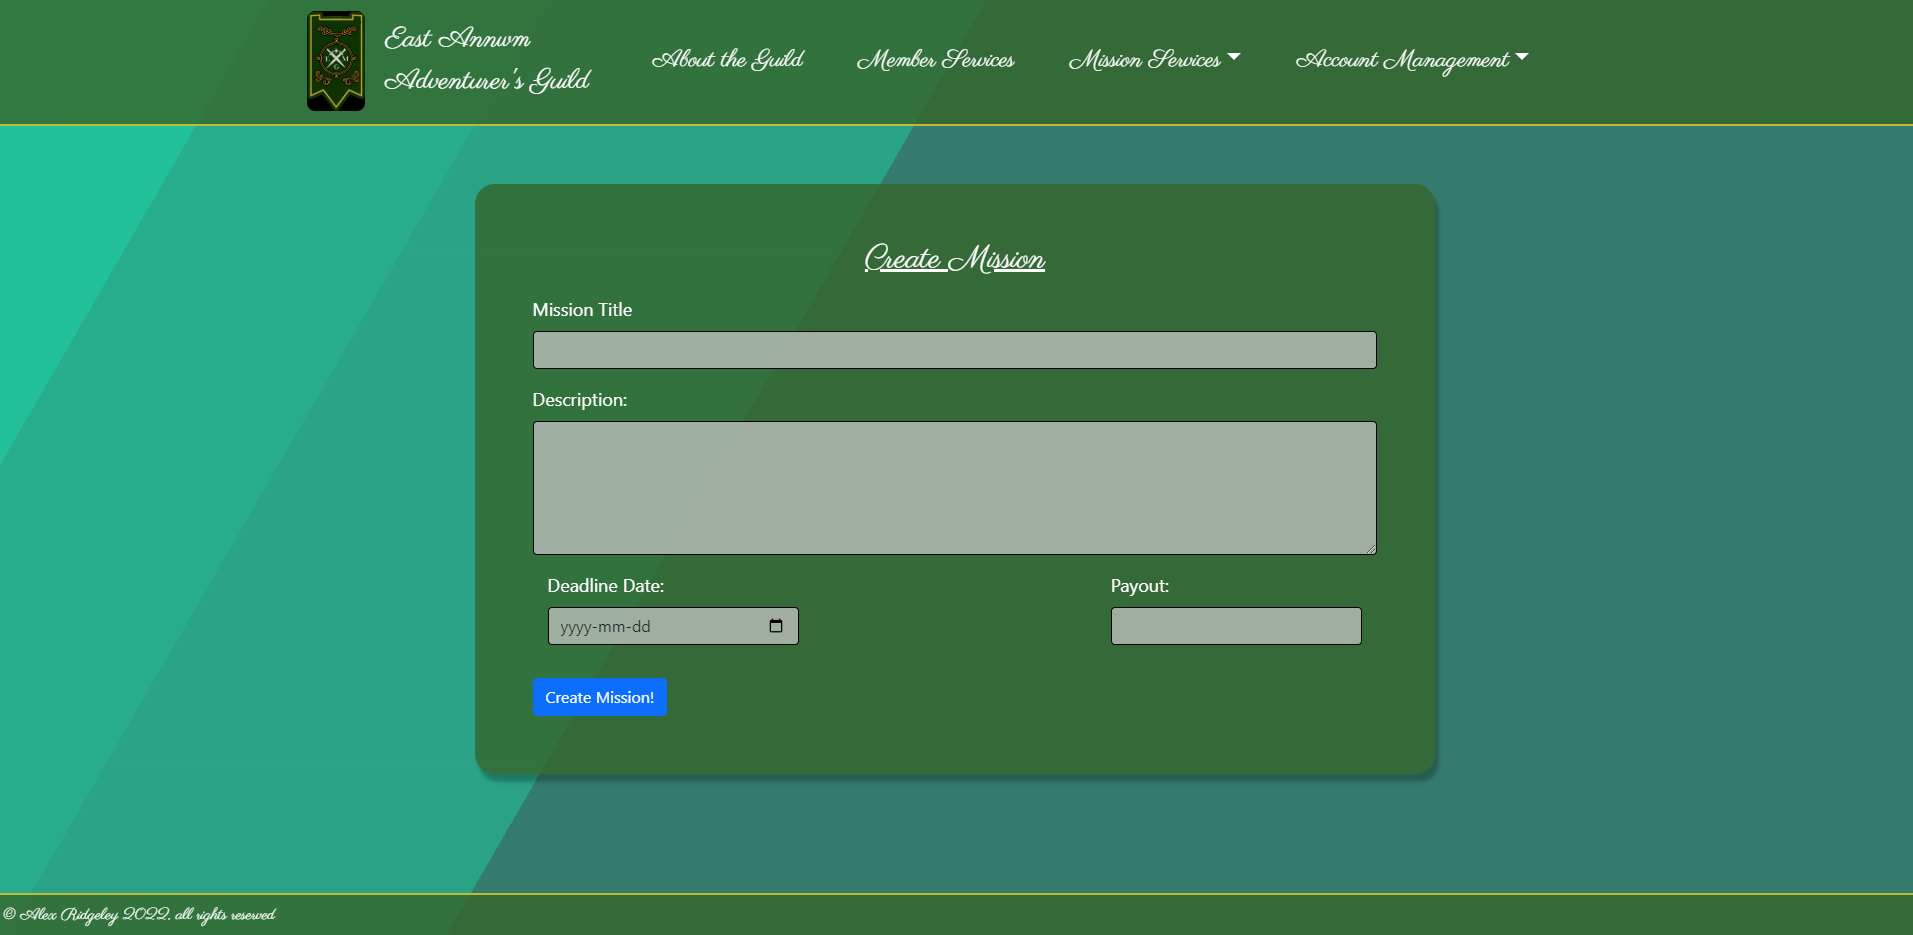 East Annwm
Adventurer's Guild
About the Guild
Member Services
Mission Services
Account Management
Create Mission
Mission Title
Description:
Deadline Date:
Payout:
yyyy-mm-dd
Create Mission!
© Alex Ridgeley 2022, all rights reserved